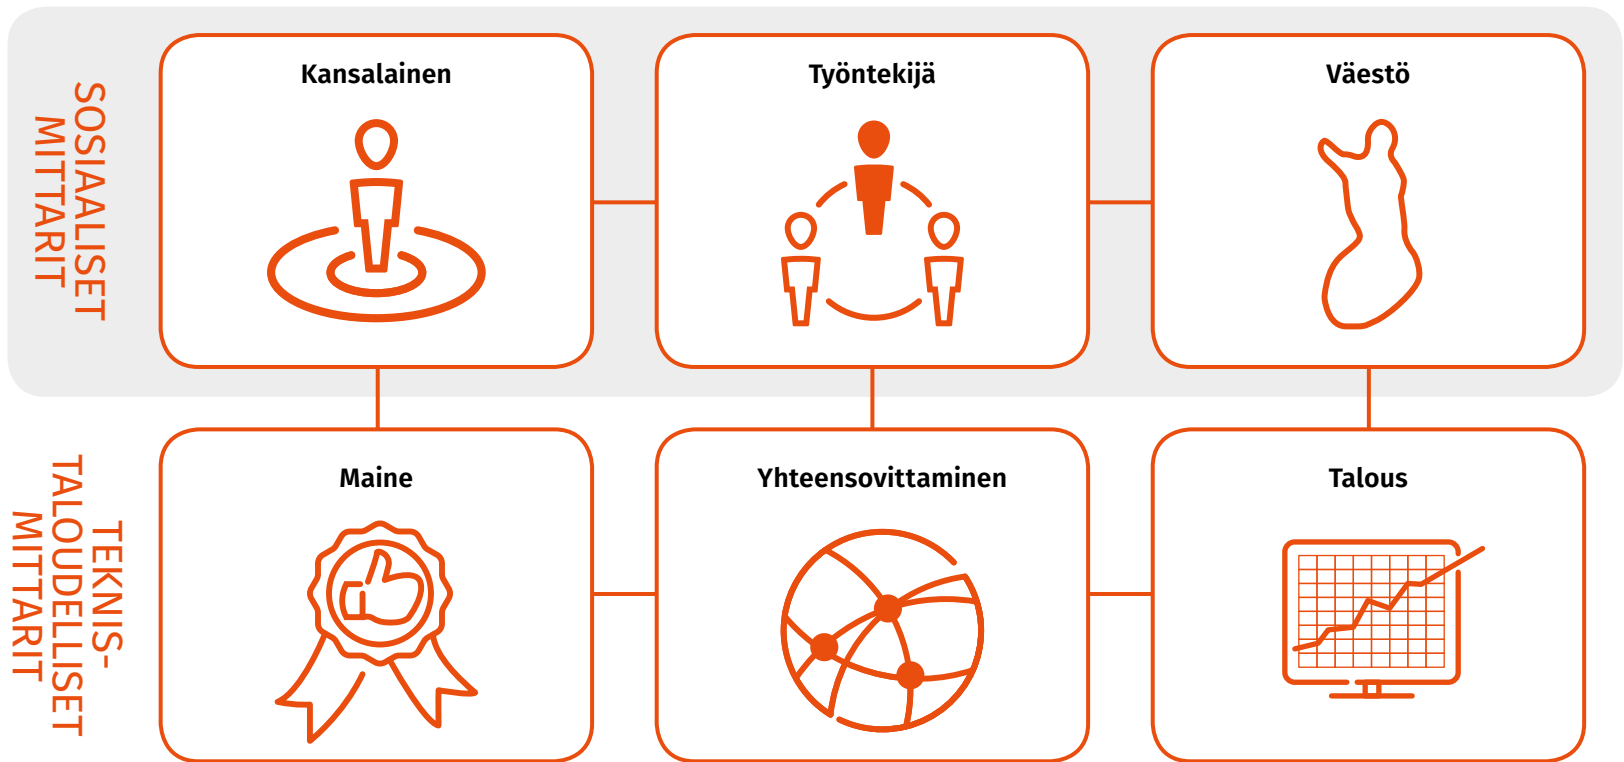 SOSIAALISET
MITTARIT
Kansalainen
Työntekijä
Väestö
TEKNIS-
TALOUDELLISET
MITTARIT
Maine
Yhteensovittaminen
Talous